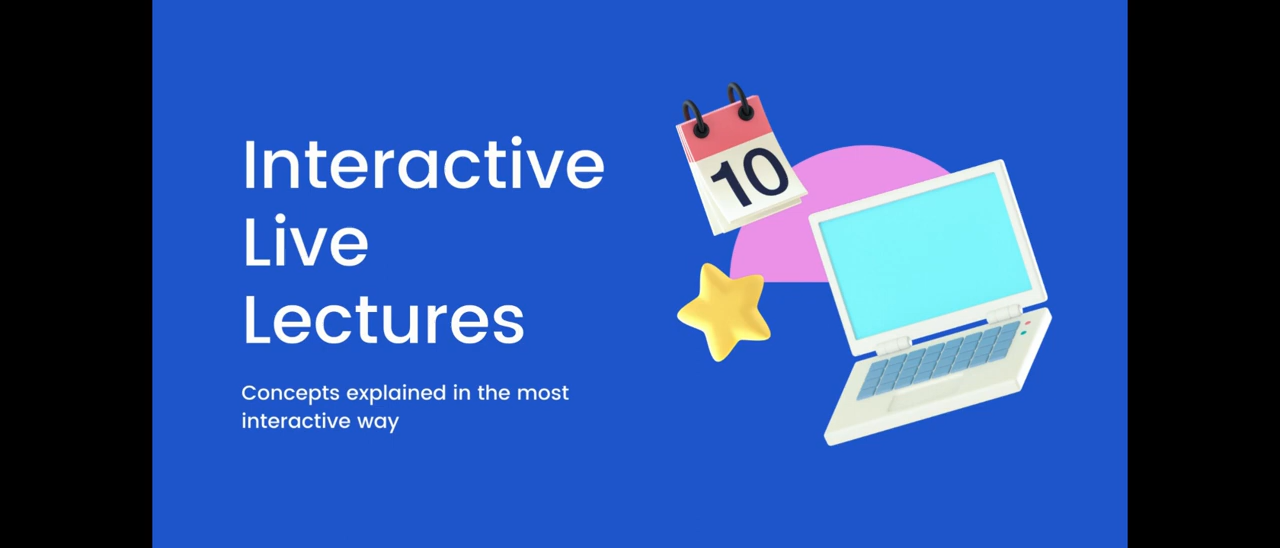 Interactive
Live
Lectures
Concepts explained in the most
interactive way
10